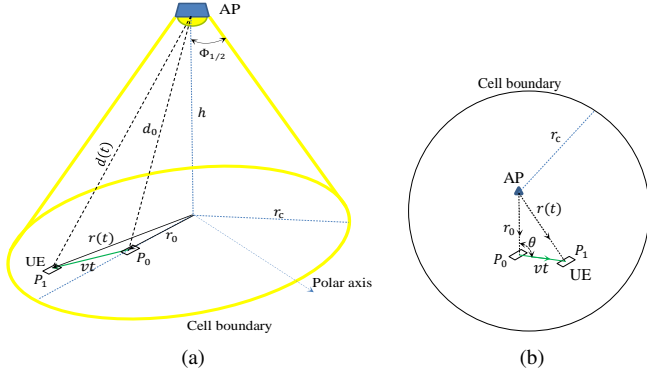 AP
Φ1/2
d(t)
d0
h
r(t)
r0
rc
UE
P1
vt
P0
Polar axis
Cell boundary
(a)
Cell boundary
rc
AP
r0
r(t)
θ
P1
P0
vt
UE
(b)